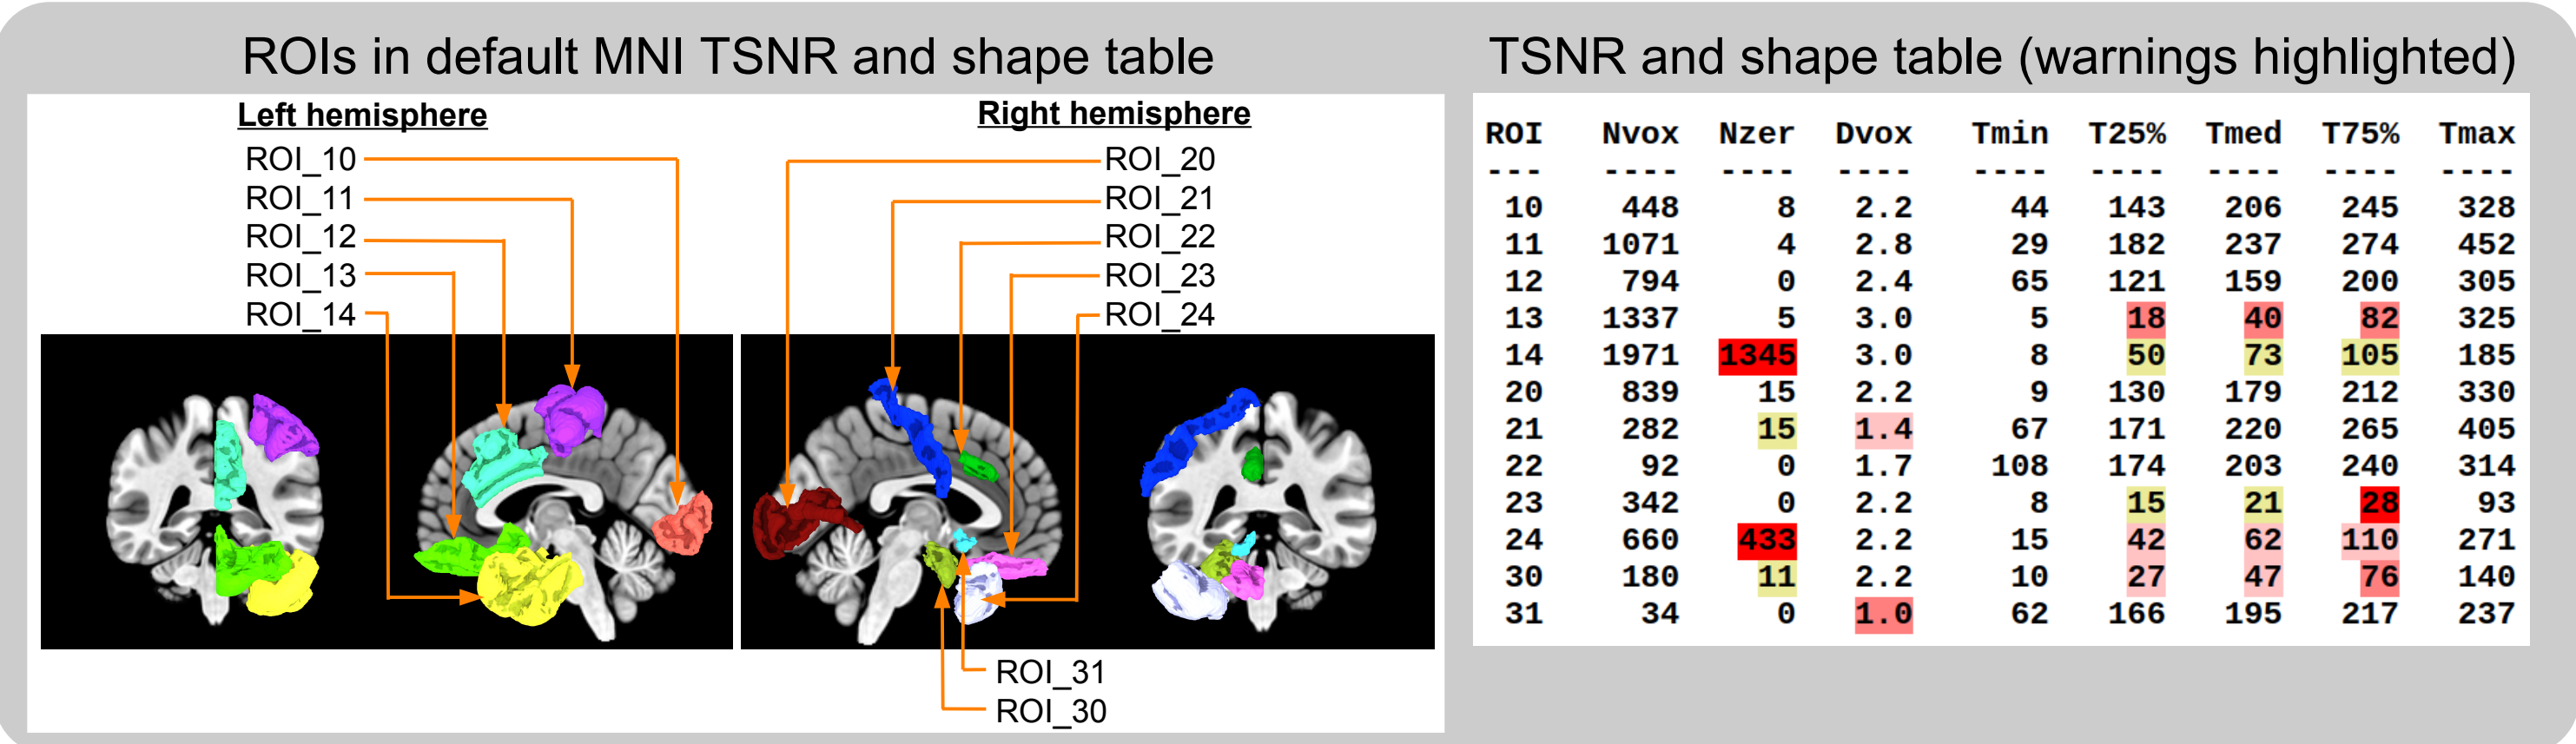 ROIs in default MNI TSNR and shape table
Left hemisphere
ROI_10
ROI_11
ROI_12
ROI_13
ROI_14
Right hemisphere
ROI_20
ROI_21
ROI_22
ROI_23
ROI_24
ROI_31
ROI_30
TSNR and shape table (warnings highlighted)
ROI Nvox Nzer Dvox Tmin T25% Tmed T75% Tmax
--- ---- ---- ---- ---- ---- ---- ---- ----
10 448 8 2.2 44 143 206 245 328
11 1071 4 2.8 29 182 237 274 452
12 794 0 2.4 65 121 159 200 305
13 1337 5 3.0 5 18 40 82 325
14 1971 1345 3.0 8 50 73 105 185
20 839 15 2.2 9 130 179 212 330
21 282 15 1.4 67 171 220 265 405
22 92 0 1.7 108 174 203 240 314
23 342 0 2.2 8 15 21 28 93
24 660 433 2.2 15 42 62 110 271
30 180 11 2.2 10 27 47 76 140
31 34 0 1.0 62 166 195 217 237